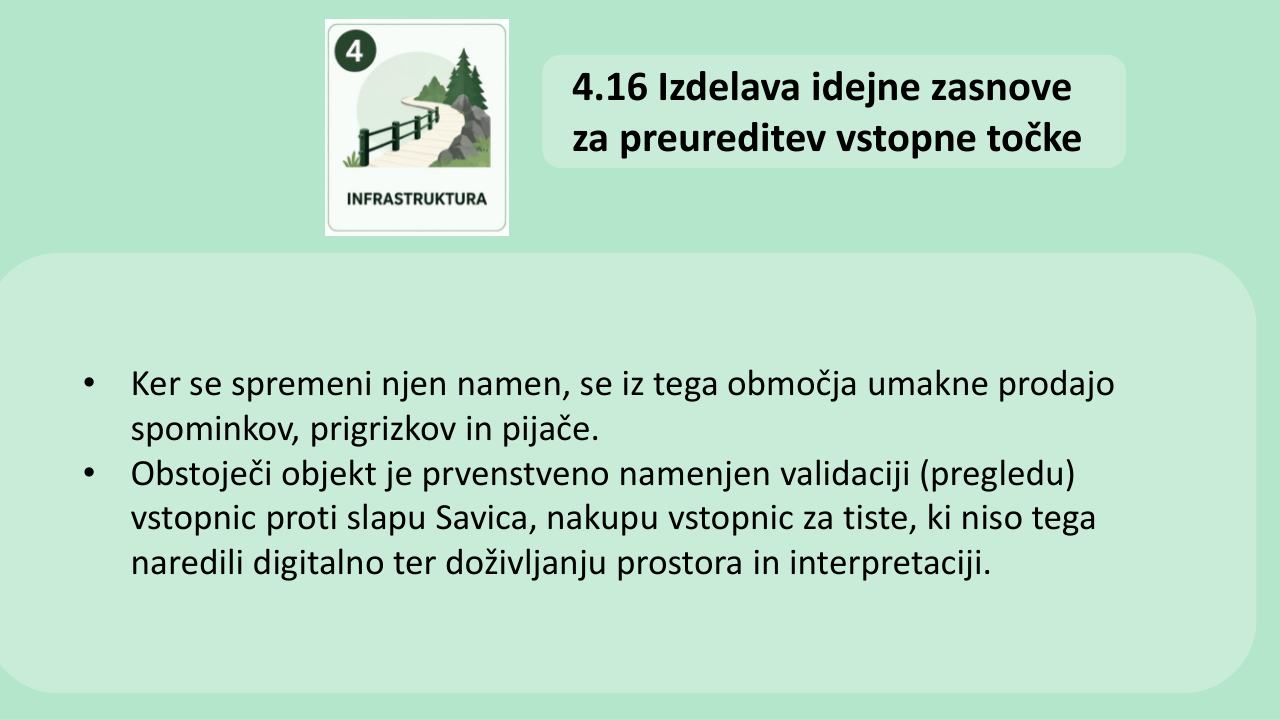 4
INFRASTRUKTURA
4.16 Izdelava idejne zasnove
za preureditev vstopne točke
• Ker se spremeni njen namen, se iz tega območja umakne prodajo
spominkov, prigrizkov in pijače.
• Obstoječi objekt je prvenstveno namenjen validaciji (pregledu)
vstopnic proti slapu Savica, nakupu vstopnic za tiste, ki niso tega
naredili digitalno ter doživljanju prostora in interpretaciji.